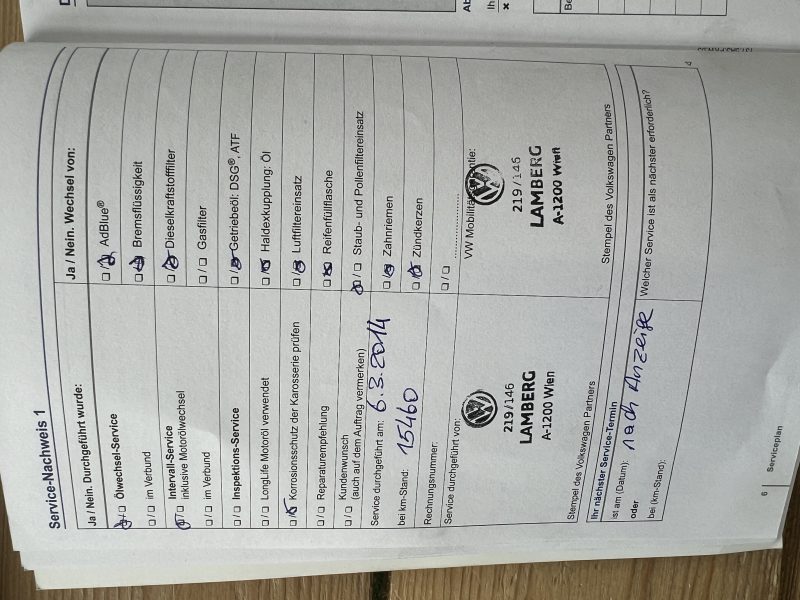 Service-Nachweis 1
Ja / Nein. Durchgeführt wurde:
Ölwechsel-Service
im Verbund
Intervall-Service
inklusive Motorölwechsel
im Verbund
Inspektions-Service
LongLife Motoröl verwendet
Korrosionsschutz der Karosserie prüfen
Reparaturempfehlung
Kundenwunsch
(auch auf dem Auftrag vermerken)
Service durchgeführt am: 6.3.2014
bei km-Stand: 15460
Rechnungsnummer:
Service durchgeführt von:
219/146
LAMBERG
A-1200 Wien
Stempel des Volkswagen Partners
Ja / Nein. Wechsel von:
AdBlue®
Bremsflüssigkeit
Dieselkraftstofffilter
Gasfilter
Getriebeöl: DSG®, ATF
Haldexkupplung: Öl
Luftfiltereinsatz
Reifenfüllflasche
Staub- und Pollenfiltereinsatz
Zahnriemen
Zündkerzen
VW Mobilitätsgarantie:
219/146
LAMBERG
A-1200 Wien
Stempel des Volkswagen Partners
Ihr nächster Service-Termin
ist am (Datum): nach Anzeige
oder
bei (km-Stand):
Welcher Service ist als nächster erforderlich?
6 Serviceplan